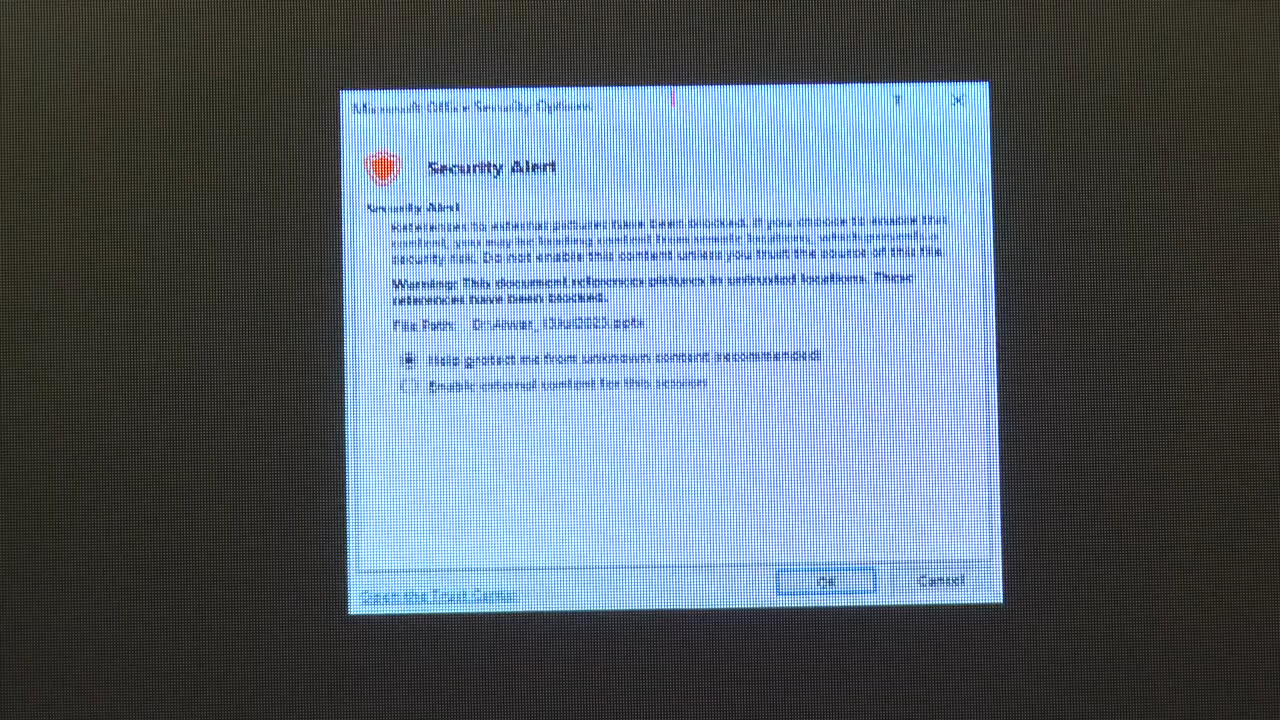 Microsoft Office Security Options
? ×
Security Alert
Security Alert
References to external pictures have been blocked. If you choose to enable this
content, you may be loading content from remote locations, which presents a
security risk. Do not enable this content unless you trust the source of this file.
Warning: This document references pictures in untrusted locations. These
references have been blocked.
File Path:
Help protect me from unknown content (recommended)
Enable external content for this session
Open the Trust Center
OK
Cancel